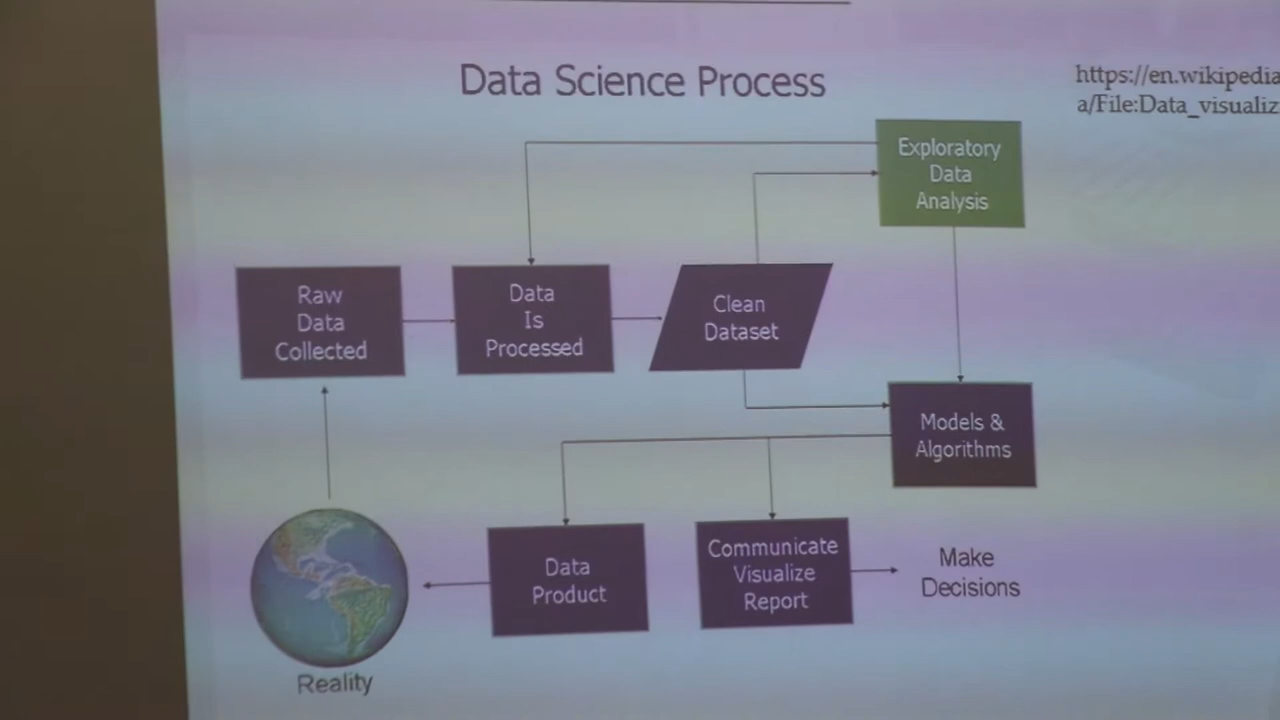 Data Science Process
https://en.wikipedia
a/File:Data_visualiz
Exploratory
Data
Analysis
Raw
Data
Collected
Data
Is
Processed
Clean
Dataset
Models &
Algorithms
Data
Product
Communicate
Visualize
Report
Make
Decisions
Reality